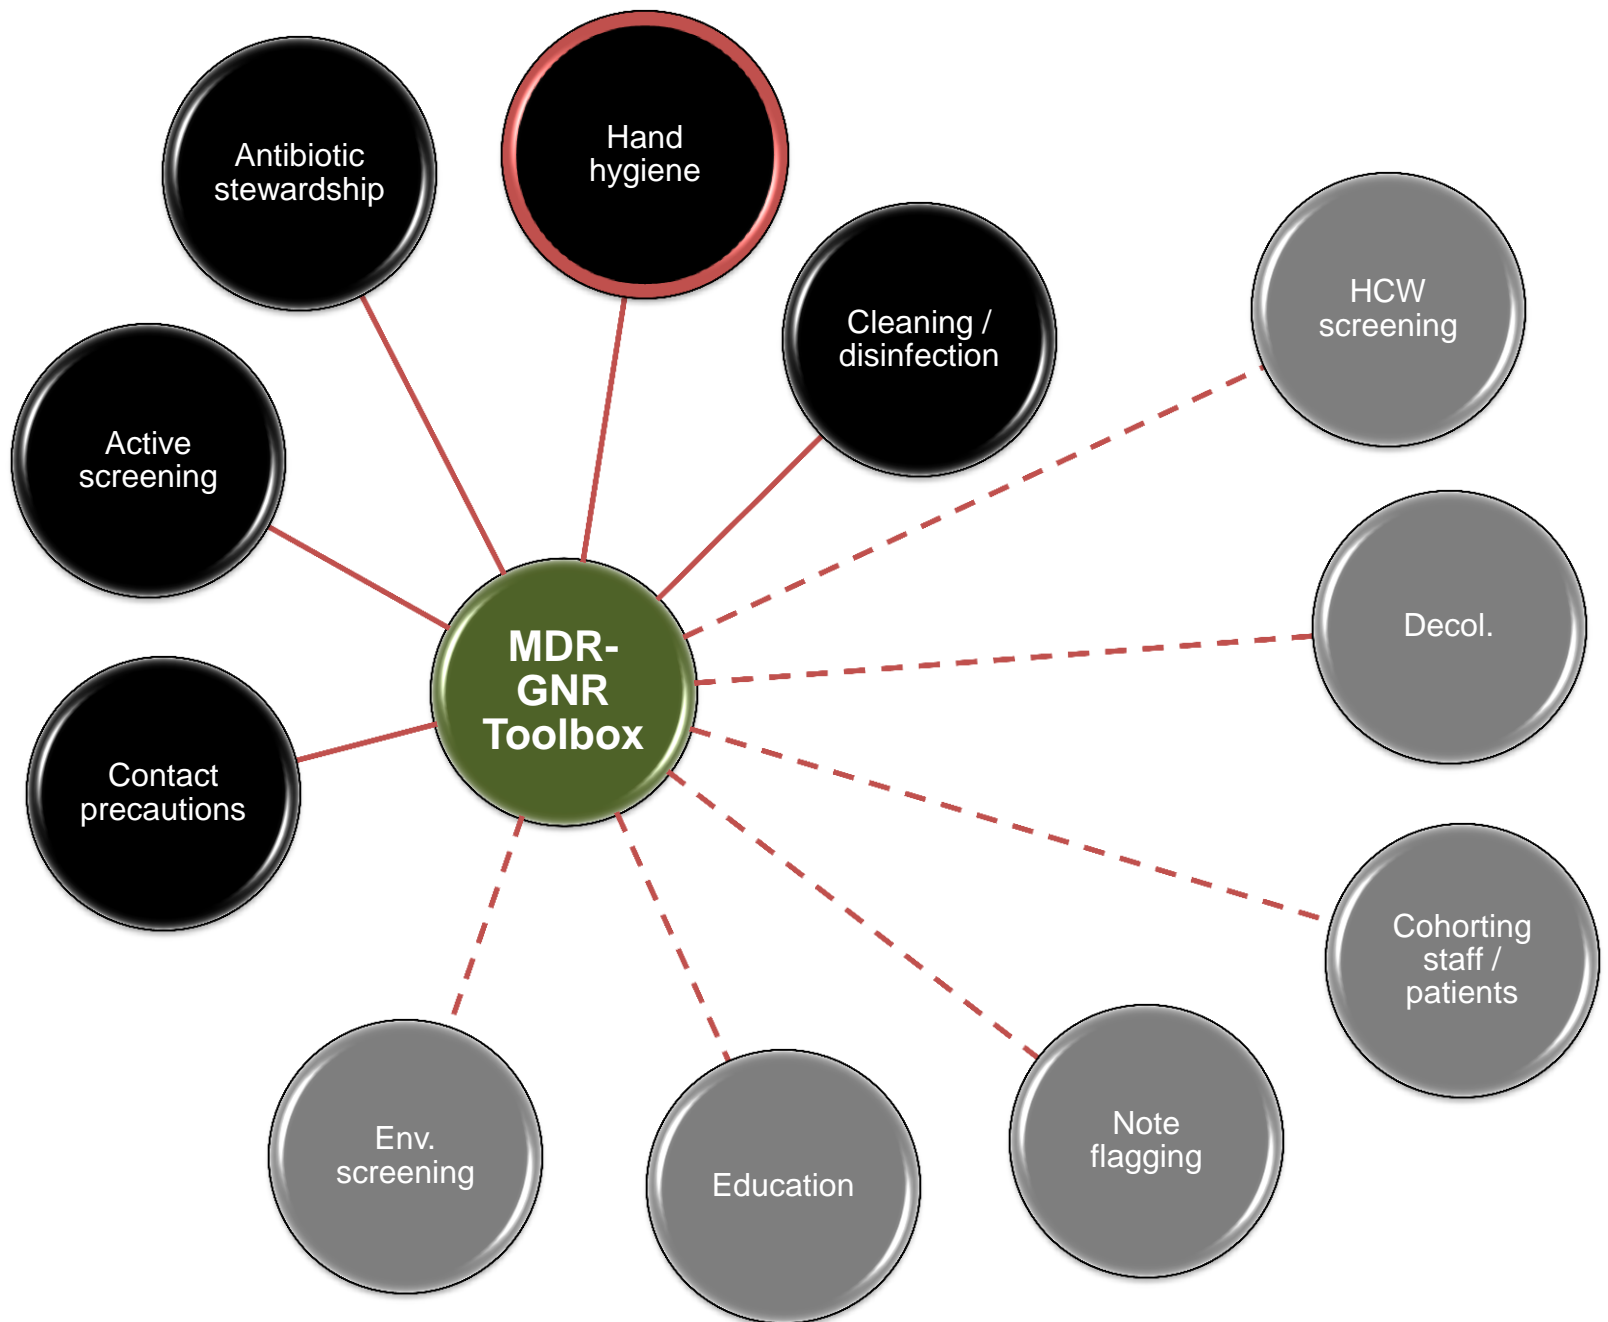 Antibiotic
stewardship
Hand
hygiene
Cleaning /
disinfection
HCW
screening
Active
screening
Decol.
MDR-
GNR
Toolbox
Contact
precautions
Cohorting
staff /
patients
Env.
screening
Education
Note
flagging